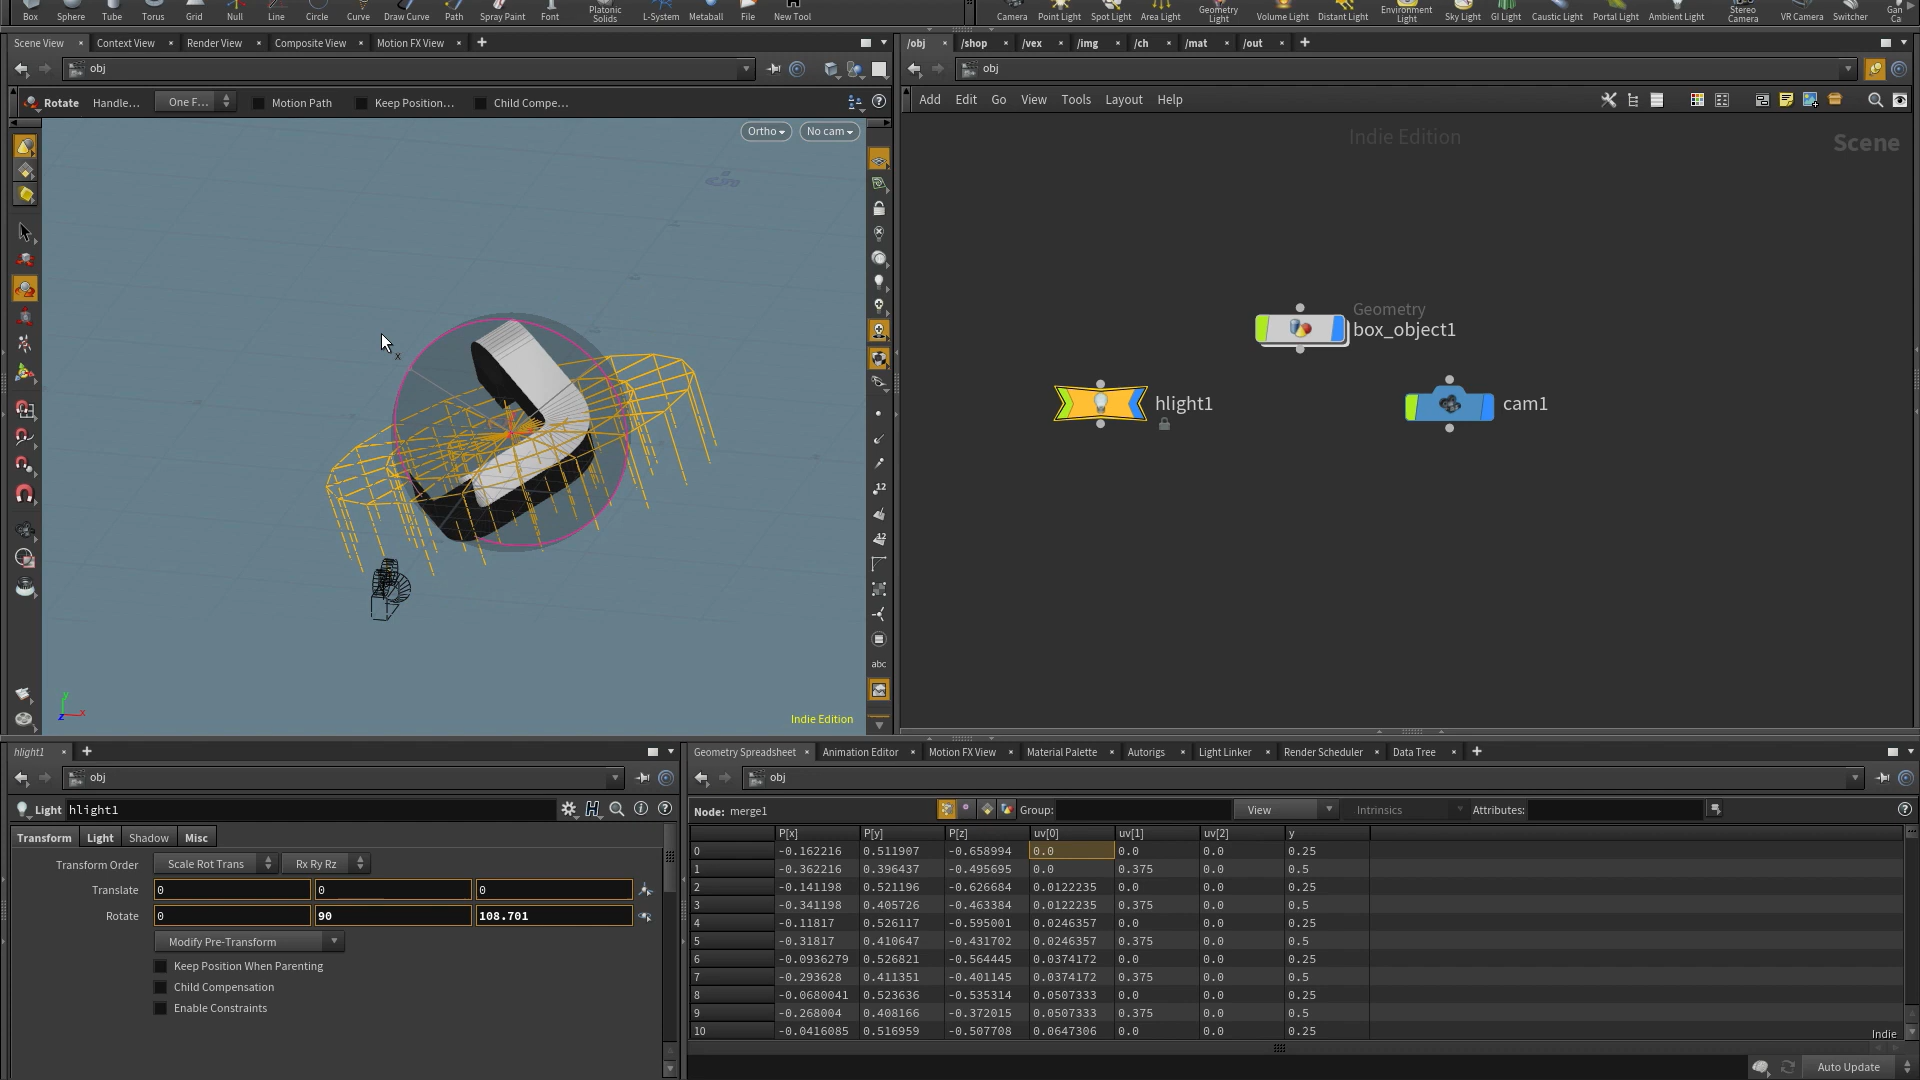 Box Sphere Tube Torus Grid Null Line Circle Curve Draw Curve Path Spray Paint Font Platonic Solids L-System Metaball File New Tool
Camera Point Light Spot Light Area Light Geometry Light Volume Light Distant Light Environment Light Sky Light GI Light Caustic Light Portal Light Ambient Light Stereo Camera VR Camera Switcher Gan Ca
Scene View Context View Render View Composite View Motion FX View
/obj /shop /vex /img /ch /mat /out
obj
obj
Rotate Handle... One F... Motion Path Keep Position... Child Compe...
Add Edit Go View Tools Layout Help
Ortho No cam
Indie Edition
Scene
Geometry
box_object1
hlight1
cam1
x
12
12
abc
y
z x
Indie Edition
hlight1
obj
Light hlight1
Transform Light Shadow Misc
Transform Order Scale Rot Trans Rx Ry Rz
Translate 0 0 0
Rotate 0 90 108.701
Modify Pre-Transform
Keep Position When Parenting
Child Compensation
Enable Constraints
Geometry Spreadsheet Animation Editor Motion FX View Material Palette Autorigs Light Linker Render Scheduler Data Tree
obj
Node: merge1 Group: View Intrinsics Attributes:
P[x] P[y] P[z] uv[0] uv[1] uv[2] y
0 -0.162216 0.511907 -0.658994 0.0 0.0 0.0 0.25
1 -0.362216 0.396437 -0.495695 0.0 0.375 0.0 0.5
2 -0.141198 0.521196 -0.626684 0.0122235 0.0 0.0 0.25
3 -0.341198 0.405726 -0.463384 0.0122235 0.375 0.0 0.5
4 -0.11817 0.526117 -0.595001 0.0246357 0.0 0.0 0.25
5 -0.31817 0.410647 -0.431702 0.0246357 0.375 0.0 0.5
6 -0.0936279 0.526821 -0.564445 0.0374172 0.0 0.0 0.25
7 -0.293628 0.411351 -0.401145 0.0374172 0.375 0.0 0.5
8 -0.0680041 0.523636 -0.535314 0.0507333 0.0 0.0 0.25
9 -0.268004 0.408166 -0.372015 0.0507333 0.375 0.0 0.5
10 -0.0416085 0.516959 -0.507708 0.0647306 0.0 0.0 0.25
Indie
Auto Update